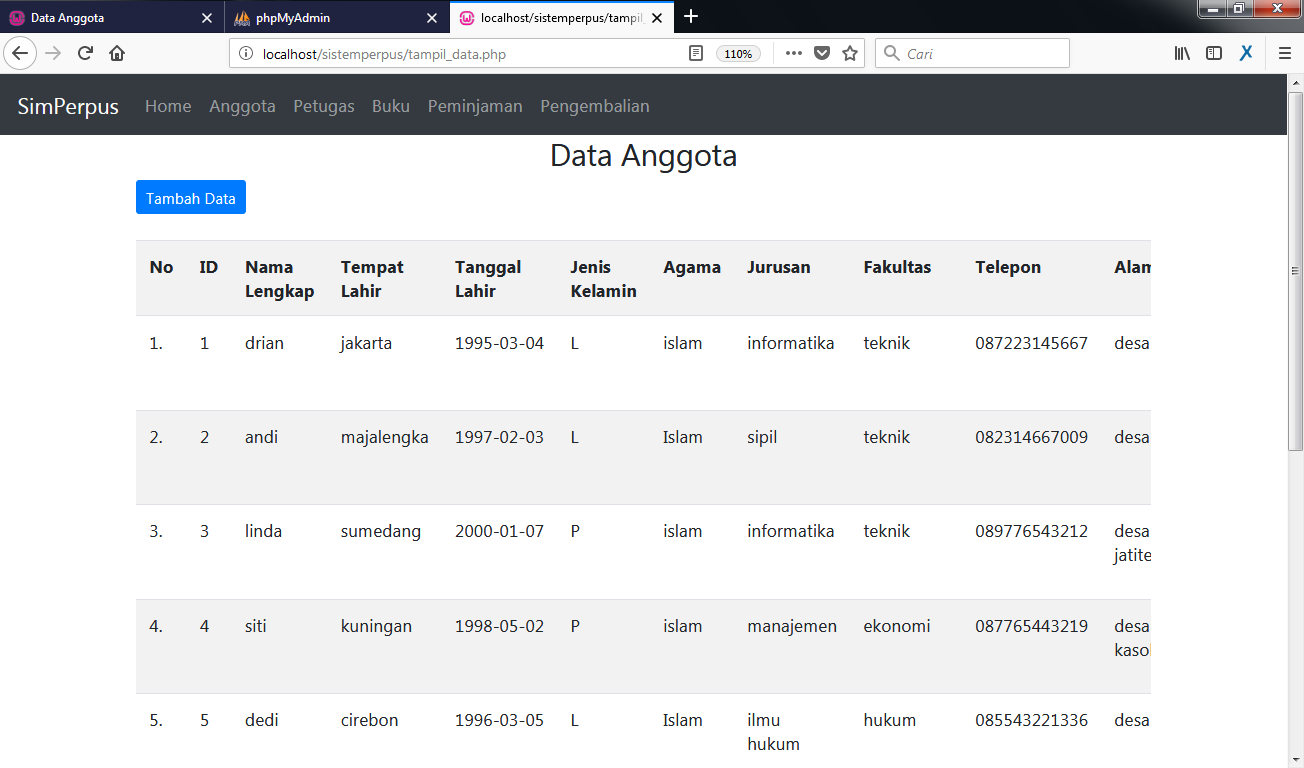 Data Anggota
phpMyAdmin
localhost/sistemperpus/tampil_
localhost/sistemperpus/tampil_data.php
110%
Cari
SimPerpus Home Anggota Petugas Buku Peminjaman Pengembalian
Data Anggota
Tambah Data
No ID Nama Lengkap Tempat Lahir Tanggal Lahir Jenis Kelamin Agama Jurusan Fakultas Telepon Alam
1. 1 drian jakarta 1995-03-04 L islam informatika teknik 087223145667 desa
2. 2 andi majalengka 1997-02-03 L Islam sipil teknik 082314667009 desa
3. 3 linda sumedang 2000-01-07 P islam informatika teknik 089776543212 desa jatite
4. 4 siti kuningan 1998-05-02 P islam manajemen ekonomi 087765443219 desa kasol
5. 5 dedi cirebon 1996-03-05 L Islam ilmu hukum hukum 085543221336 desa